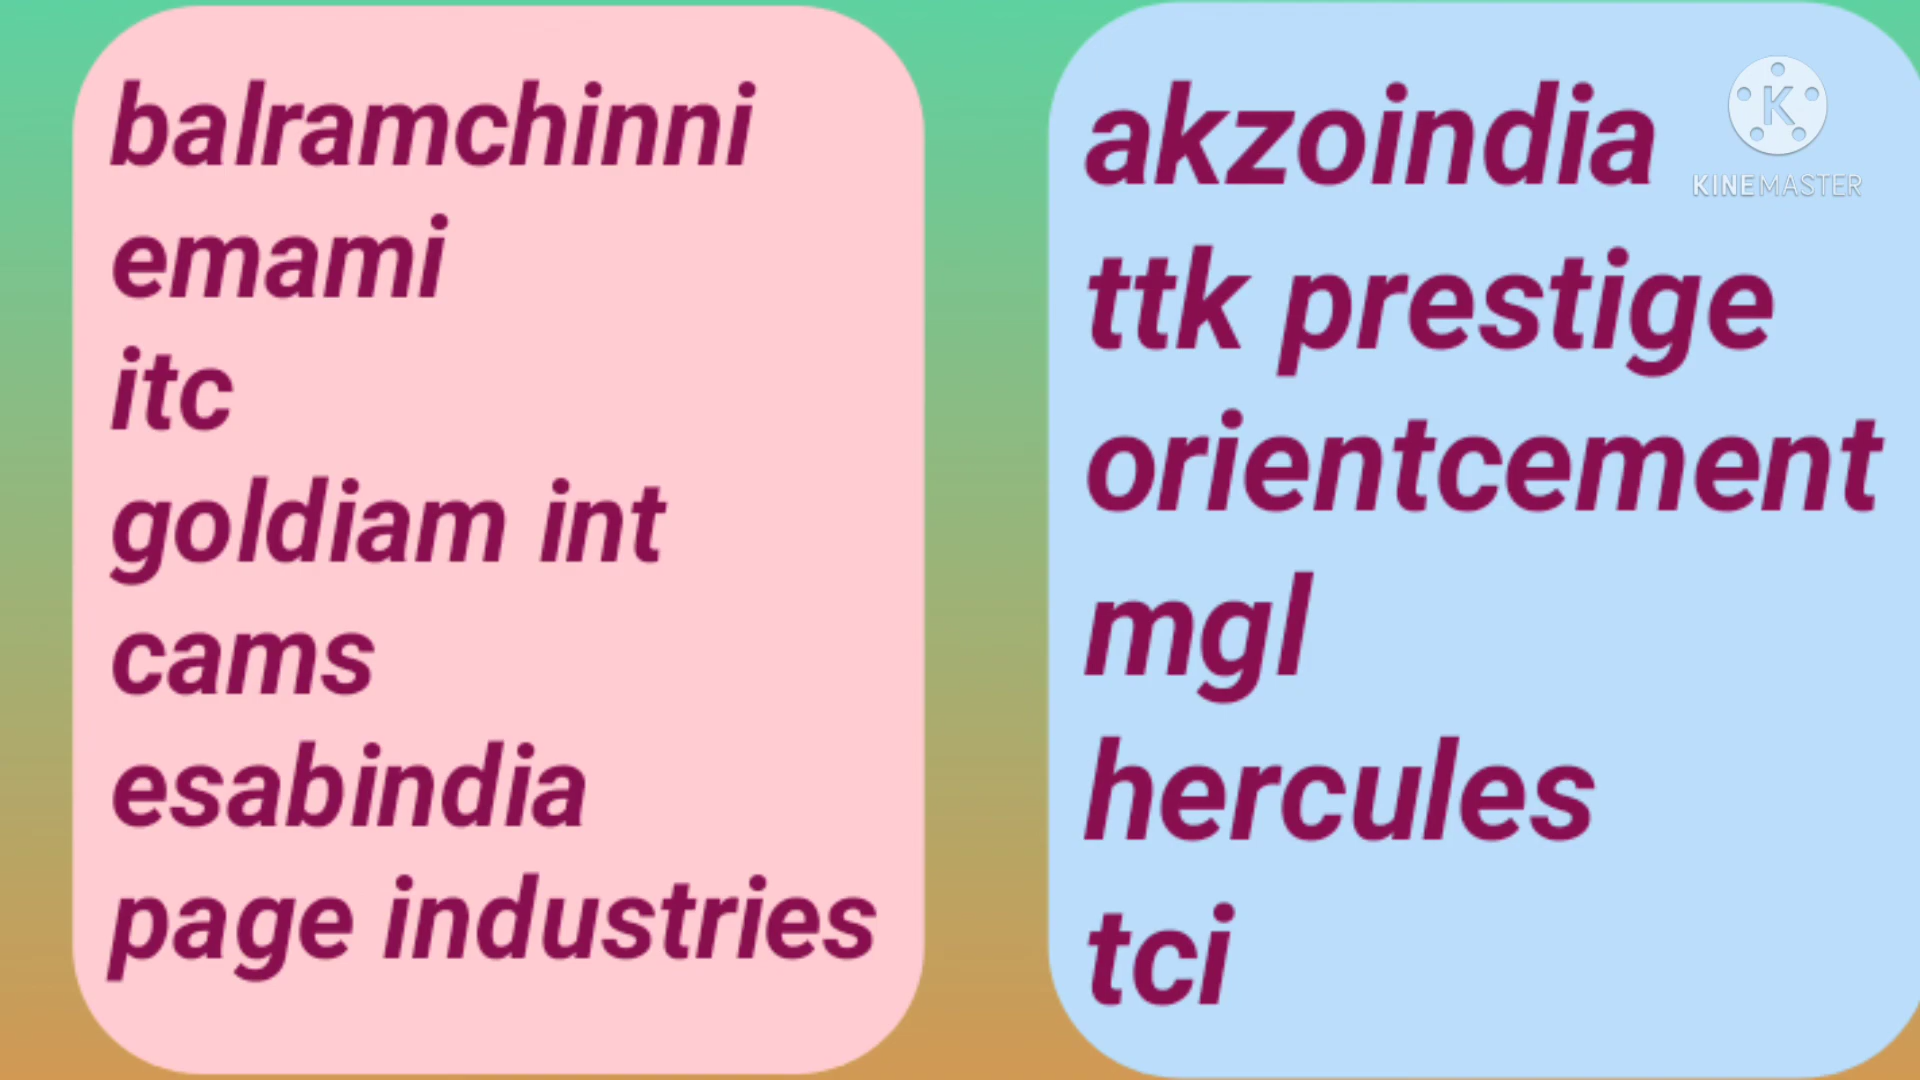 balramchinni
emami
itc
goldiam int
cams
esabindia
page industries
akzoindia
ttk prestige
orientcement
mgl
hercules
tci
K
KINEMASTER